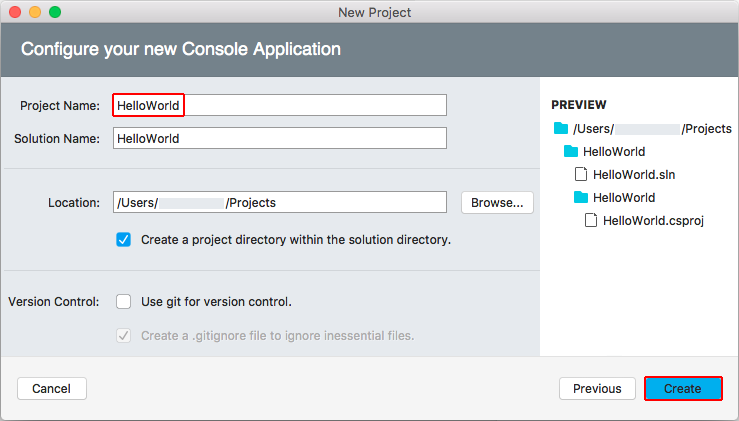 New Project
Configure your new Console Application
Project Name: HelloWorld
Solution Name: HelloWorld
Location: /Users/ /Projects Browse...
Create a project directory within the solution directory.
Version Control: Use git for version control.
Create a .gitignore file to ignore inessential files.
PREVIEW
/Users/ /Projects
HelloWorld
HelloWorld.sln
HelloWorld
HelloWorld.csproj
Cancel Previous Create